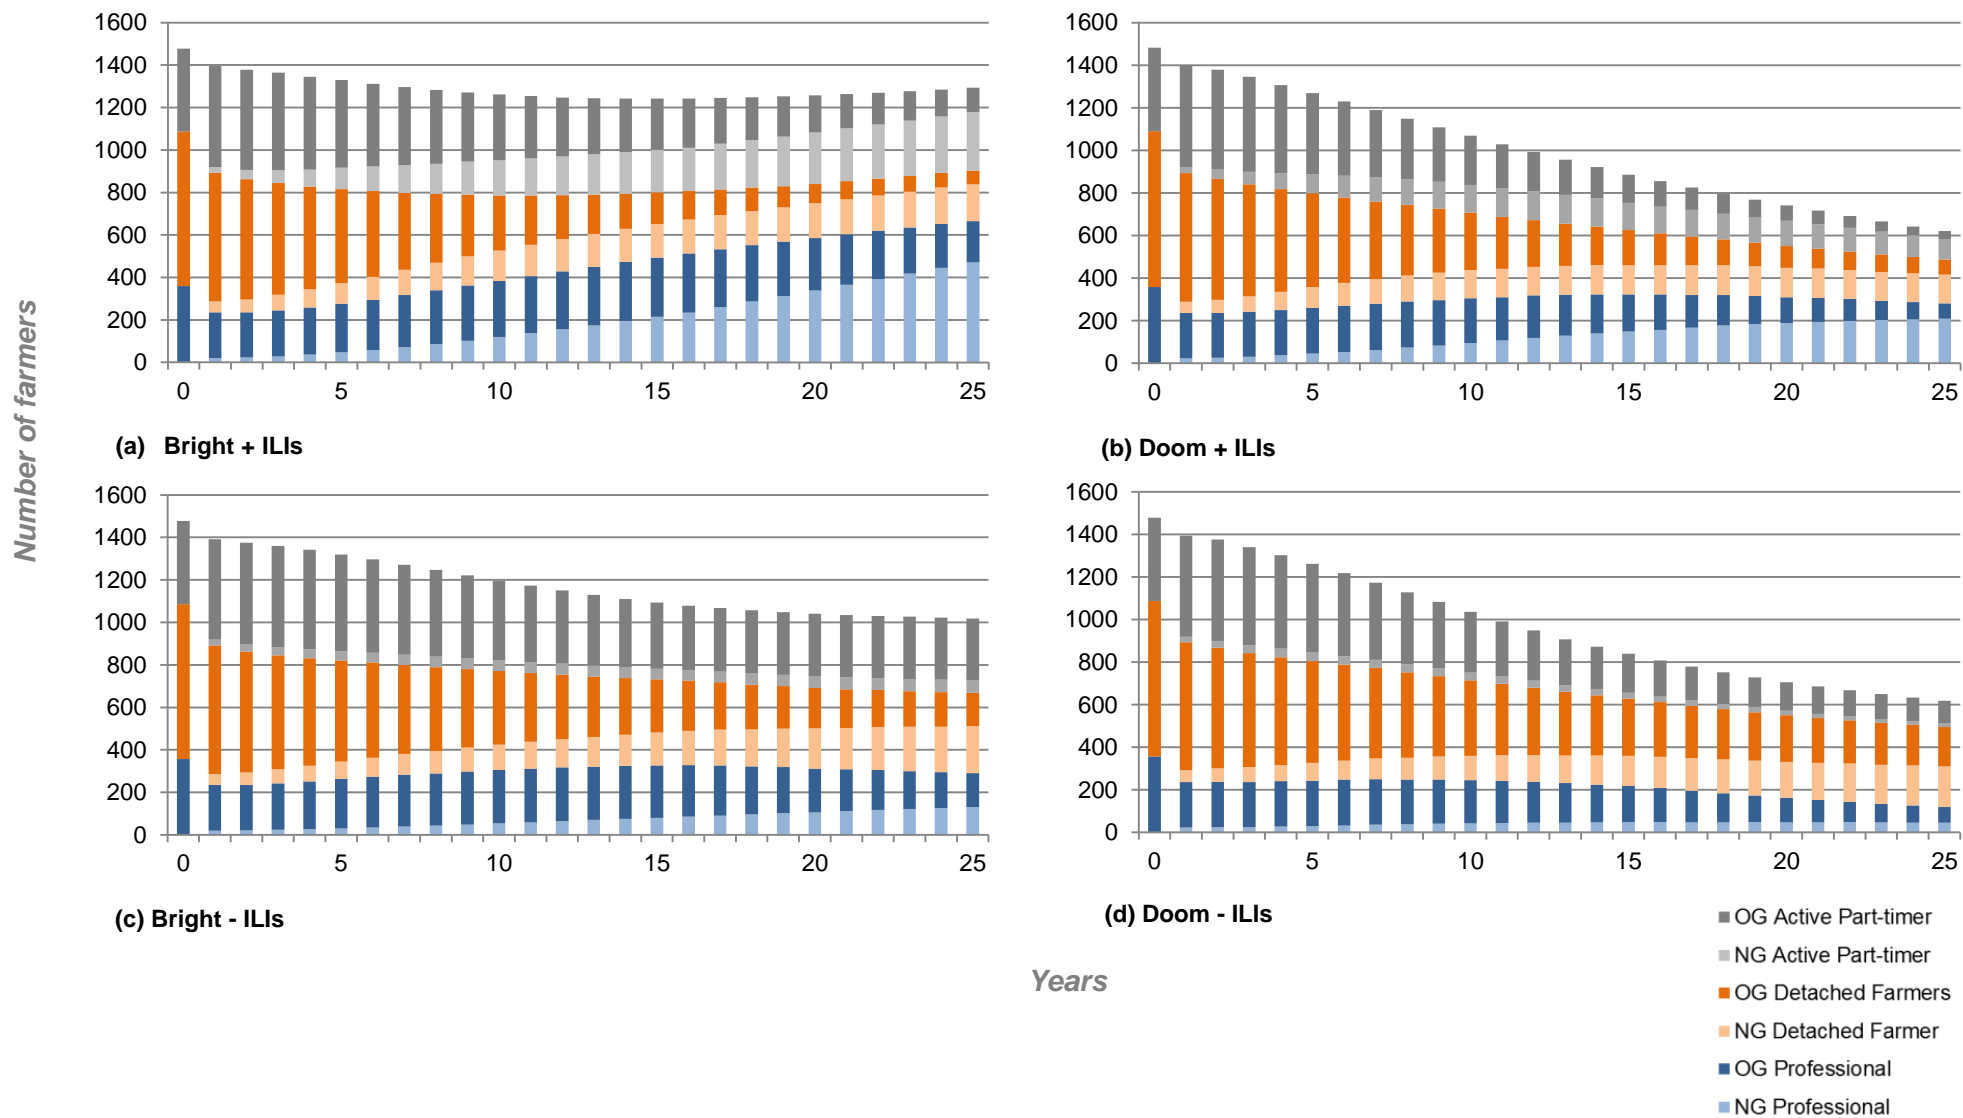 Number of farmers
1600
1400
1200
1000
800
600
400
200
0
0 5 10 15 20 25
(a) Bright + ILIs
1600
1400
1200
1000
800
600
400
200
0
0 5 10 15 20 25
(b) Doom + ILIs
1600
1400
1200
1000
800
600
400
200
0
0 5 10 15 20 25
(c) Bright - ILIs
1600
1400
1200
1000
800
600
400
200
0
0 5 10 15 20 25
(d) Doom - ILIs
Years
OG Active Part-timer
NG Active Part-timer
OG Detached Farmers
NG Detached Farmer
OG Professional
NG Professional